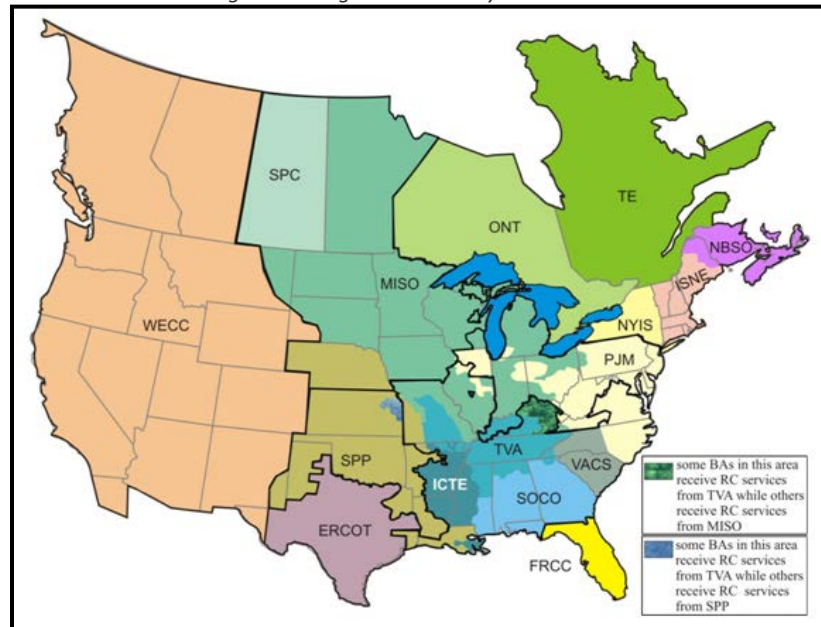 SPC
TE
ONT
NBSO
MISO
ISNE
WECC
NYIS
PJM
TVA
SPP
VACS
ICTE
SOCO
ERCOT
FRCC
some BAs in this area
receive RC services
from TVA while others
receive RC services
from MISO
some BAs in this area
receive RC services
from TVA while others
receive RC services
from SPP